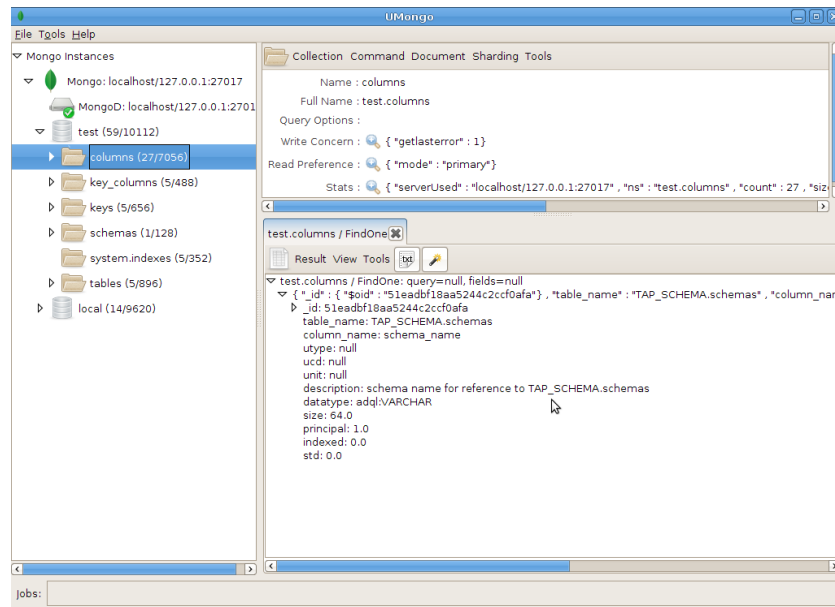 UMongo
File Tools Help
Mongo Instances
Mongo: localhost/127.0.0.1:27017
MongoD: localhost/127.0.0.1:2701
test (59/10112)
columns (27/7056)
key_columns (5/488)
keys (5/656)
schemas (1/128)
system.indexes (5/352)
tables (5/896)
local (14/9620)
Collection Command Document Sharding Tools
Name : columns
Full Name : test.columns
Query Options :
Write Concern : { "getlasterror" : 1}
Read Preference : { "mode" : "primary"}
Stats : { "serverUsed" : "localhost/127.0.0.1:27017" , "ns" : "test.columns" , "count" : 27 , "siz
test.columns / FindOne
Result View Tools txt
test.columns / FindOne: query=null, fields=null
{ "_id" : { "$oid" : "51eadbf18aa5244c2ccf0afa"} , "table_name" : "TAP_SCHEMA.schemas" , "column_nar
_id: 51eadbf18aa5244c2ccf0afa
table_name: TAP_SCHEMA.schemas
column_name: schema_name
utype: null
ucd: null
unit: null
description: schema name for reference to TAP_SCHEMA.schemas
datatype: adql:VARCHAR
size: 64.0
principal: 1.0
indexed: 0.0
std: 0.0
Jobs: